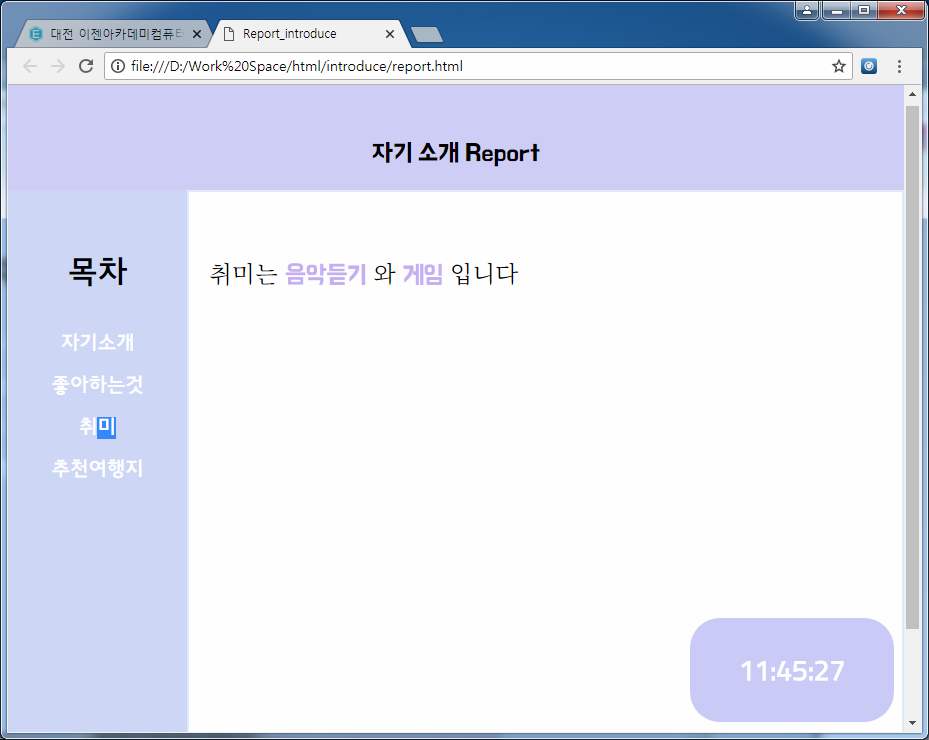 대전 이젠아카데미컴퓨터
Report_introduce
file:///D:/Work%20Space/html/introduce/report.html
자기 소개 Report
목차
자기소개
좋아하는것
취미
추천여행지
취미는 음악듣기 와 게임 입니다
11:45:27